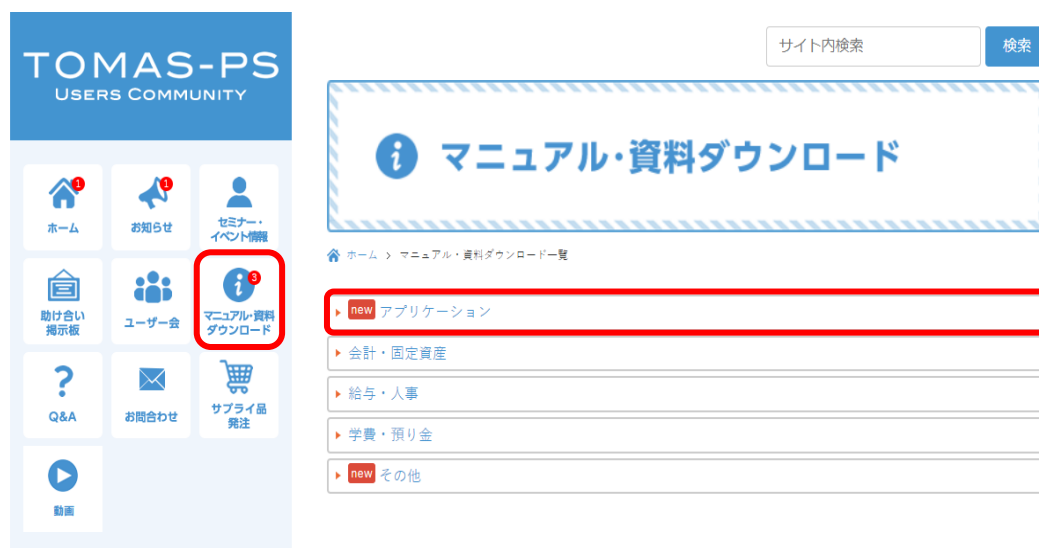 TOMAS-PS
USERS COMMUNITY
サイト内検索
検索
マニュアル・資料ダウンロード
ホーム > マニュアル・資料ダウンロード一覧
1
ホーム
1
お知らせ
セミナー・
イベント情報
助け合い
掲示板
ユーザー会
3
マニュアル・資料
ダウンロード
Q&A
お問合わせ
サプライ品
発注
動画
new アプリケーション
会計・固定資産
給与・人事
学費・預り金
new その他